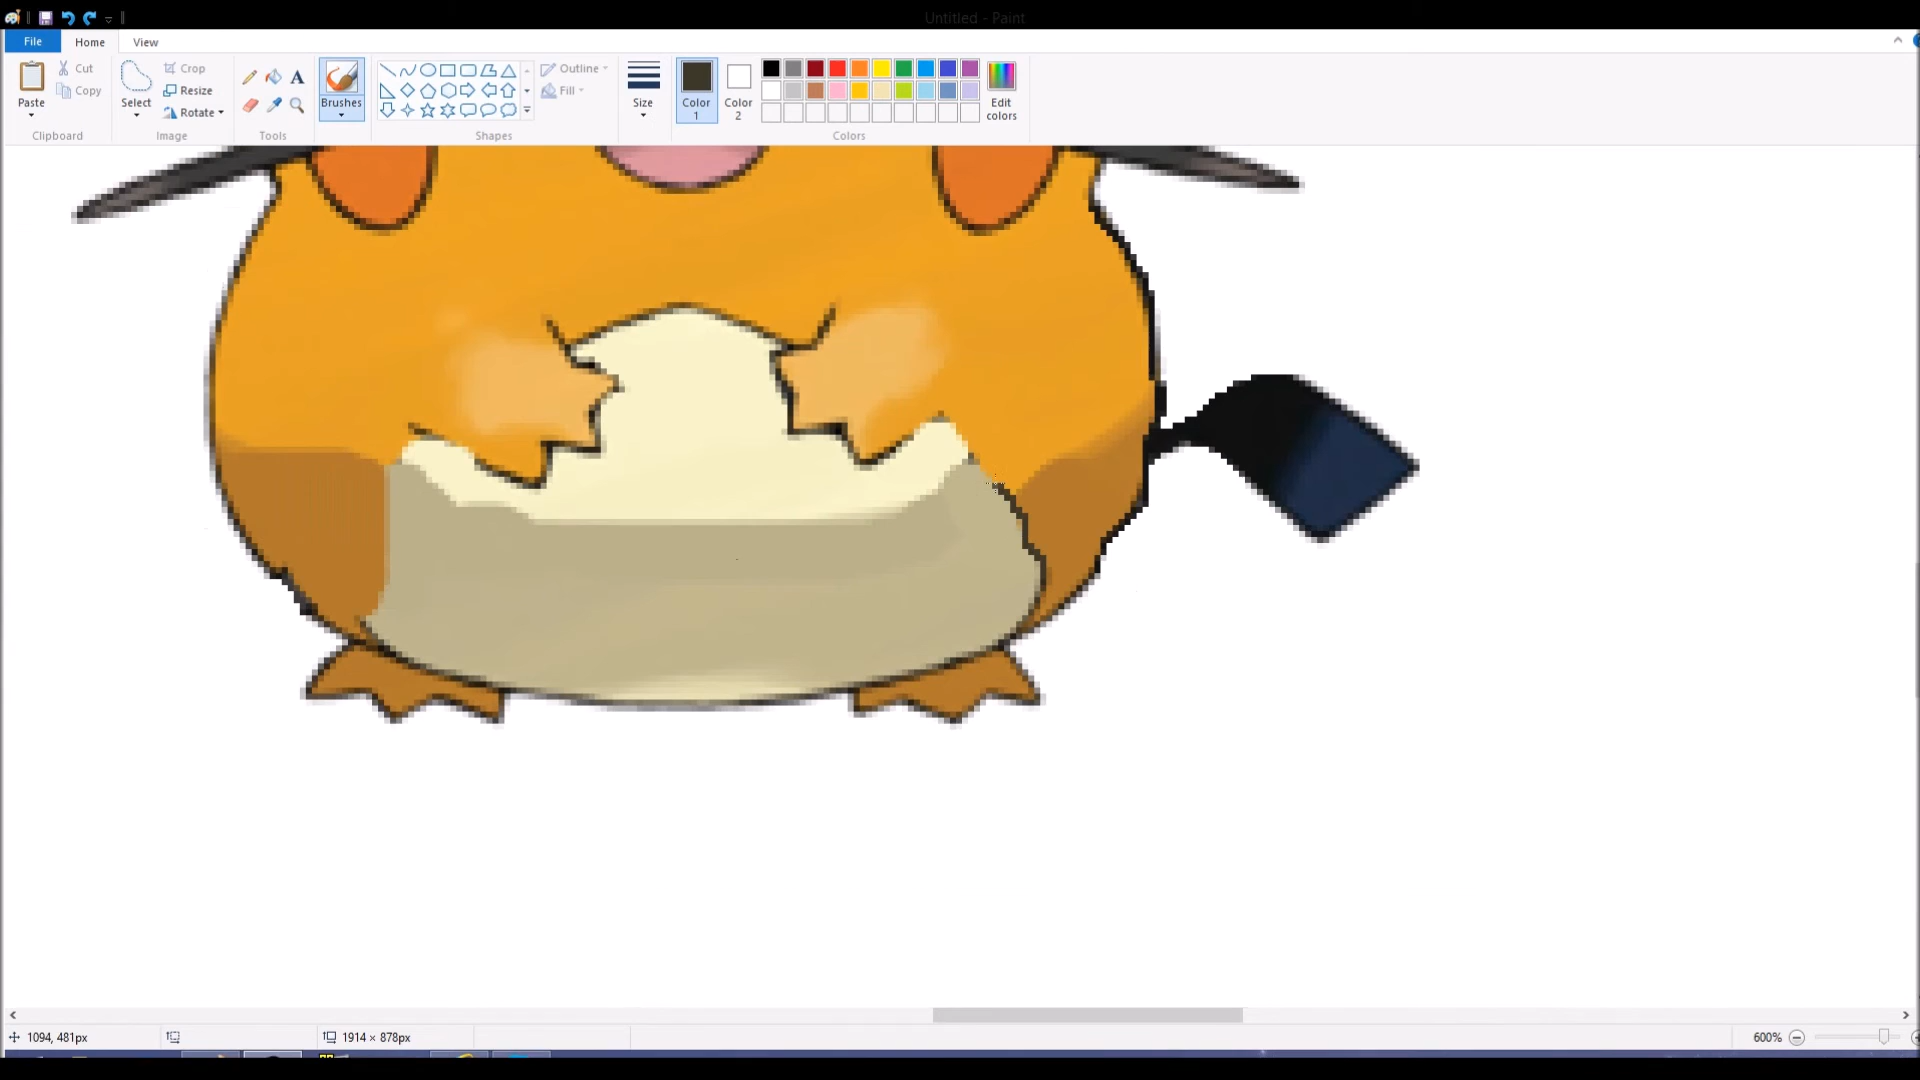 Untitled - Paint
File Home View
Paste
Cut
Copy
Clipboard
Select
Crop
Resize
Rotate
Image
Tools
Brushes
Shapes
Outline
Fill
Size
Color 1
Color 2
Colors
Edit colors
1094, 481px
1914 × 878px
600%